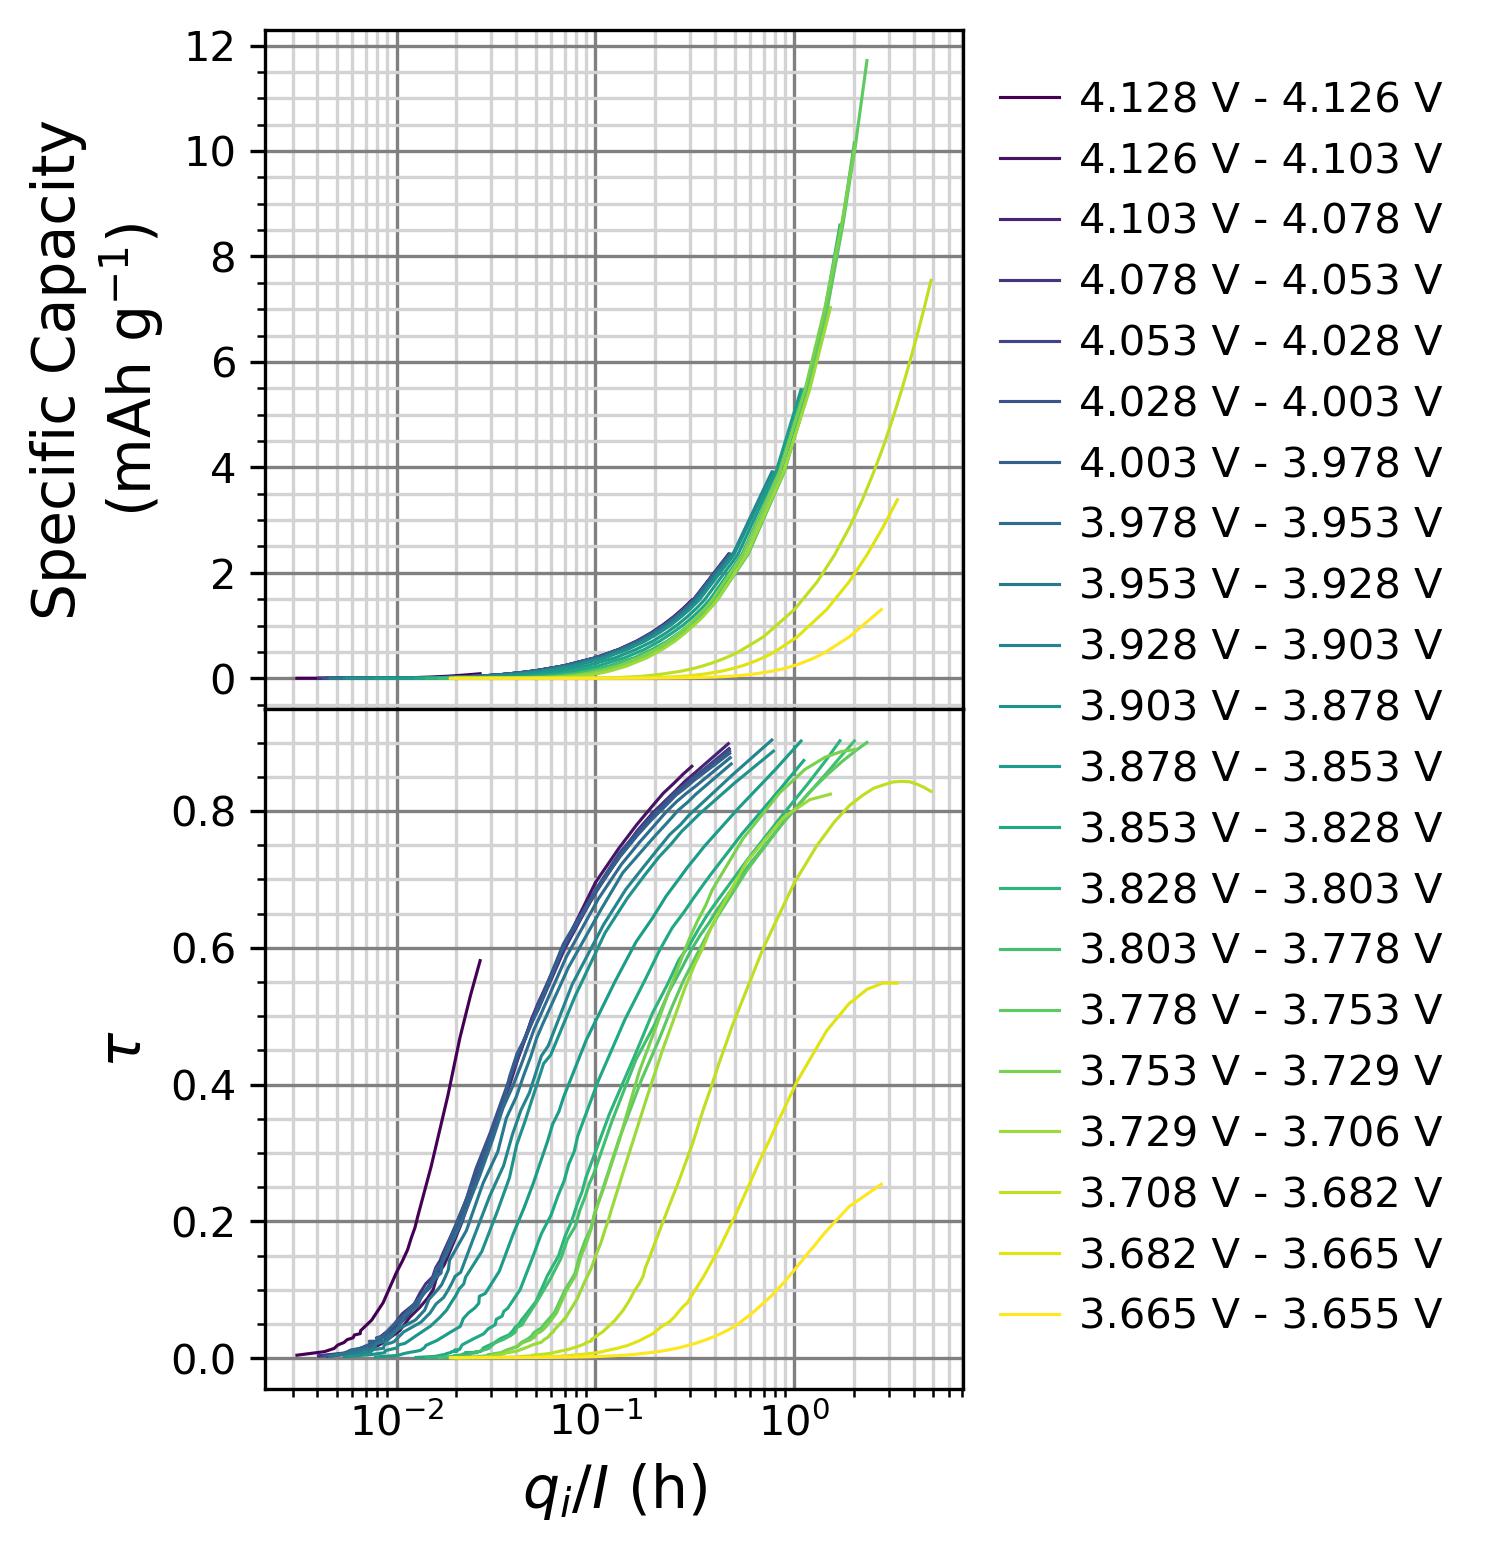 Specific Capacity
(mAh g⁻¹)
12
10
8
6
4
2
0
τ
0.8
0.6
0.4
0.2
0.0
10⁻²
10⁻¹
10⁰
qᵢ/I (h)
4.128 V - 4.126 V
4.126 V - 4.103 V
4.103 V - 4.078 V
4.078 V - 4.053 V
4.053 V - 4.028 V
4.028 V - 4.003 V
4.003 V - 3.978 V
3.978 V - 3.953 V
3.953 V - 3.928 V
3.928 V - 3.903 V
3.903 V - 3.878 V
3.878 V - 3.853 V
3.853 V - 3.828 V
3.828 V - 3.803 V
3.803 V - 3.778 V
3.778 V - 3.753 V
3.753 V - 3.729 V
3.729 V - 3.706 V
3.708 V - 3.682 V
3.682 V - 3.665 V
3.665 V - 3.655 V